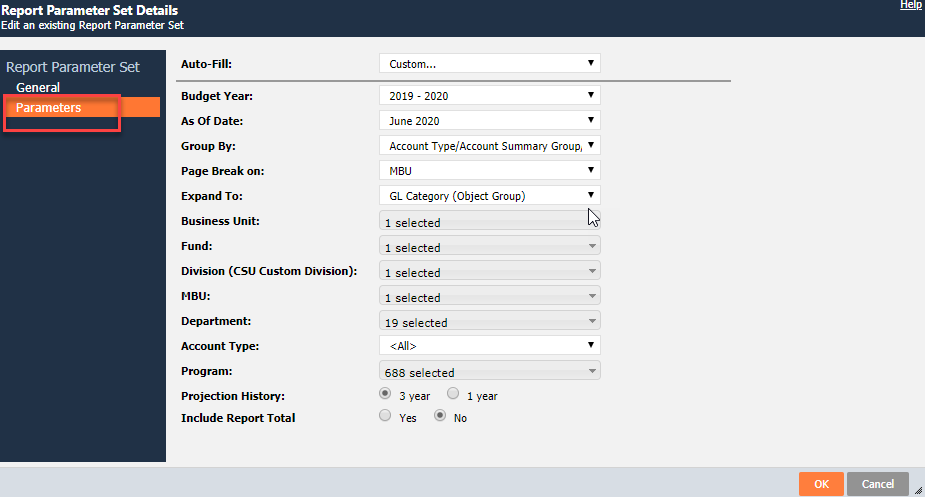 Report Parameter Set Details
Help
Edit an existing Report Parameter Set
Report Parameter Set
General
Parameters
Auto-Fill: Custom...
Budget Year: 2019 - 2020
As Of Date: June 2020
Group By: Account Type/Account Summary Group,
Page Break on: MBU
Expand To: GL Category (Object Group)
Business Unit: 1 selected
Fund: 1 selected
Division (CSU Custom Division): 1 selected
MBU: 1 selected
Department: 19 selected
Account Type: <All>
Program: 688 selected
Projection History: 3 year 1 year
Include Report Total Yes No
OK Cancel